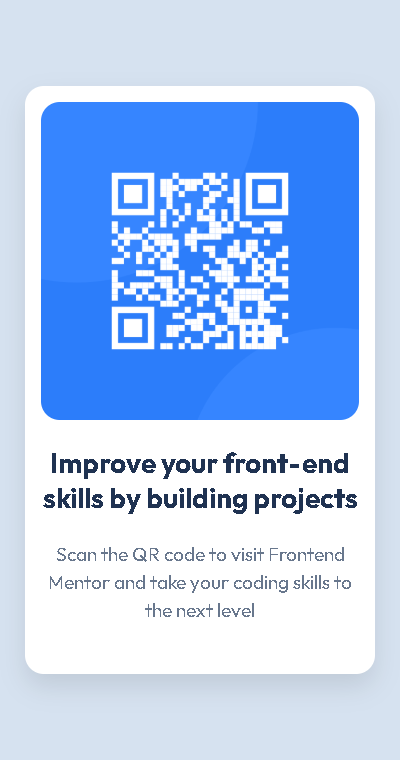 Improve your front-end
skills by building projects
Scan the QR code to visit Frontend
Mentor and take your coding skills to
the next level